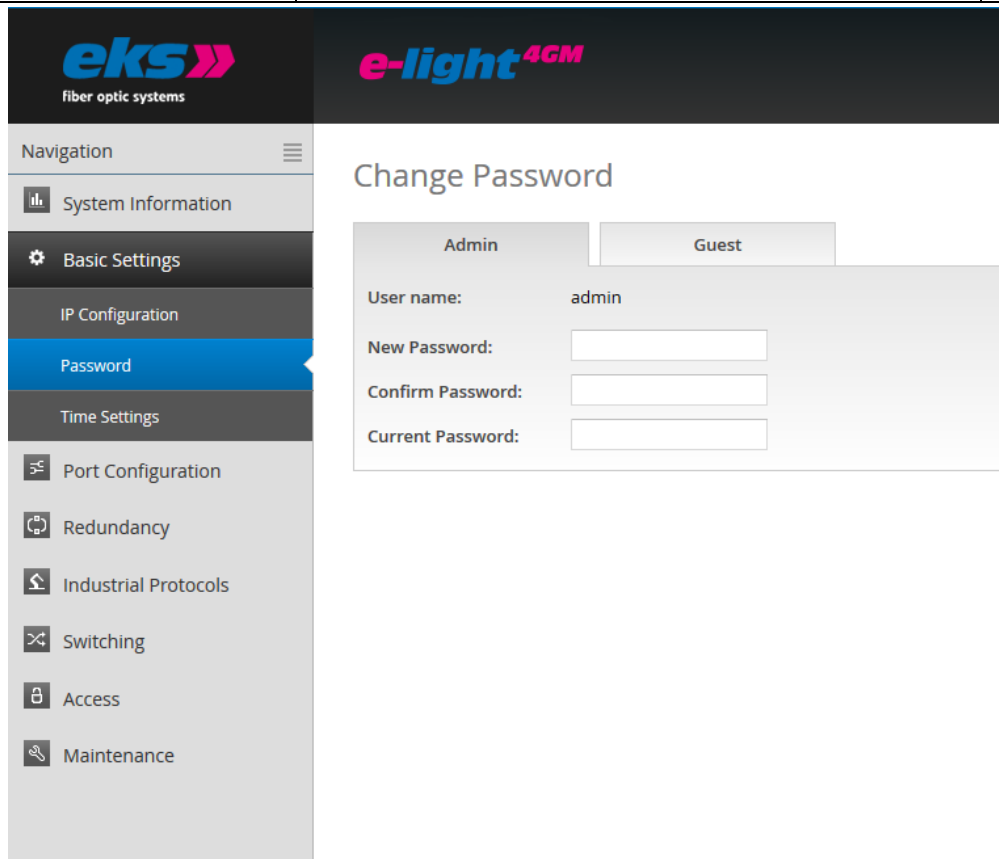 eks
fiber optic systems
e-light4GM
Navigation
System Information
Basic Settings
IP Configuration
Password
Time Settings
Port Configuration
Redundancy
Industrial Protocols
Switching
Access
Maintenance
Change Password
Admin Guest
User name: admin
New Password:
Confirm Password:
Current Password: